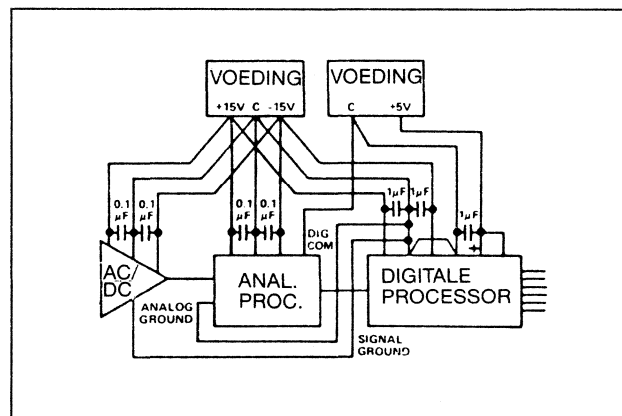 VOEDING VOEDING
+15V C -15V C +5V
0.1 µF 0.1 µF
0.1 µF 0.1 µF
1µF 1µF
1µF
+
DIG COM
AC/DC
ANAL. PROC.
DIGITALE PROCESSOR
ANALOG GROUND
SIGNAL GROUND